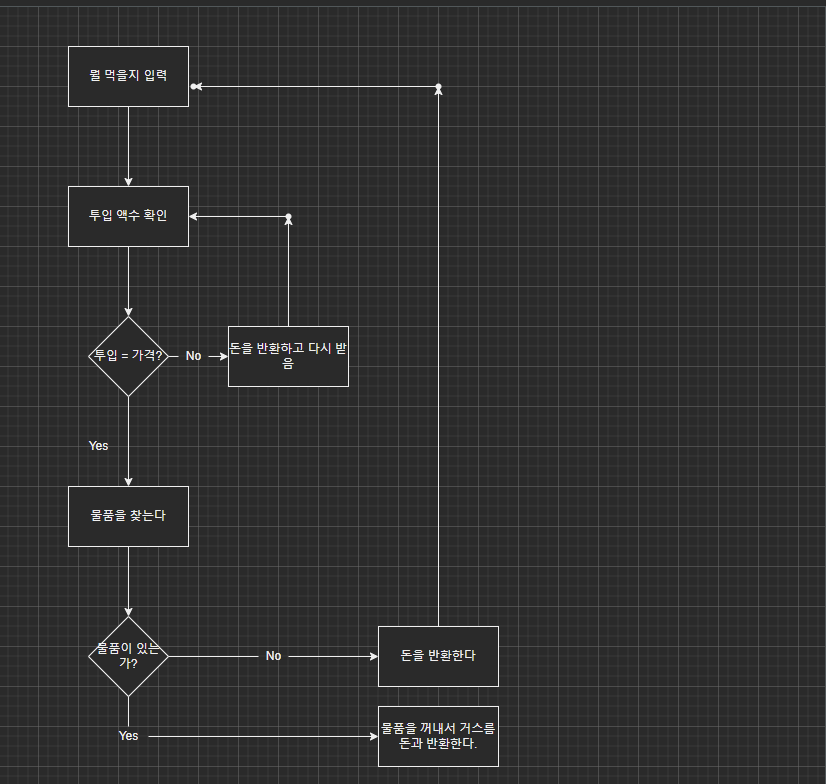 뭘 먹을지 입력
투입 액수 확인
투입 = 가격?
No
돈을 반환하고 다시 받
음
Yes
물품을 찾는다
물품이 있는
가?
No
돈을 반환한다
Yes
물품을 꺼내서 거스름
돈과 반환한다.